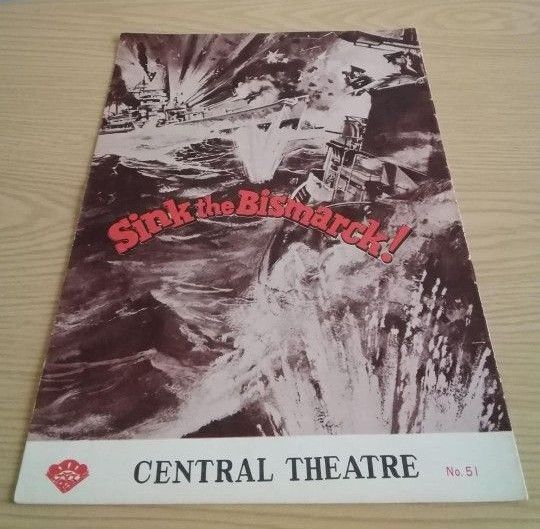 Sink the Bismarck!
CENTRAL THEATRE No. 51